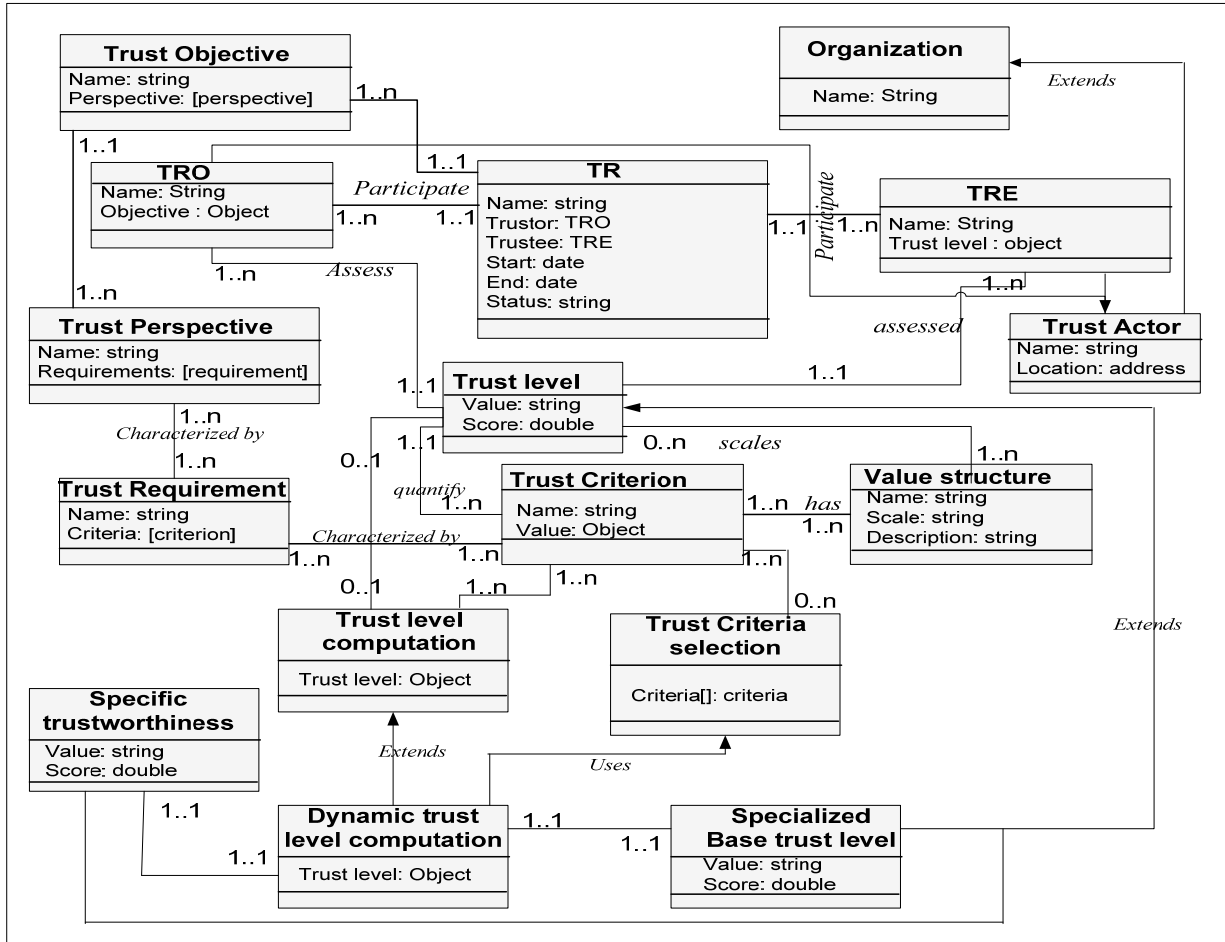 Trust Objective
Name: string
Perspective: [perspective]
1..n
1..1
Organization
Name: String
Extends
TRO
Name: String
Objective : Object
1..n
Participate
1..1
1..1
TR
Name: string
Trustor: TRO
Trustee: TRE
Start: date
End: date
Status: string
1..1
Participate
1..n
TRE
Name: String
Trust level : object
1..n
Assess
1..n
assessed
1..n
Trust Actor
Name: string
Location: address
Trust Perspective
Name: string
Requirements: [requirement]
1..n
Characterized by
1..n
1..1
Trust level
Value: string
Score: double
1..1
1..1
0..n
scales
1..n
0..1
quantify
1..n
Trust Requirement
Name: string
Criteria: [criterion]
1..n
Characterized by
1..n
Trust Criterion
Name: string
Value: Object
1..n
has
1..n
Value structure
Name: string
Scale: string
Description: string
0..1
1..n
1..n
1..n
0..n
Trust level
computation
Trust level: Object
Trust Criteria
selection
Criteria[]: criteria
Extends
Specific
trustworthiness
Value: string
Score: double
Extends
Uses
1..1
1..1
Dynamic trust
level computation
Trust level: Object
1..1
1..1
Specialized
Base trust level
Value: string
Score: double